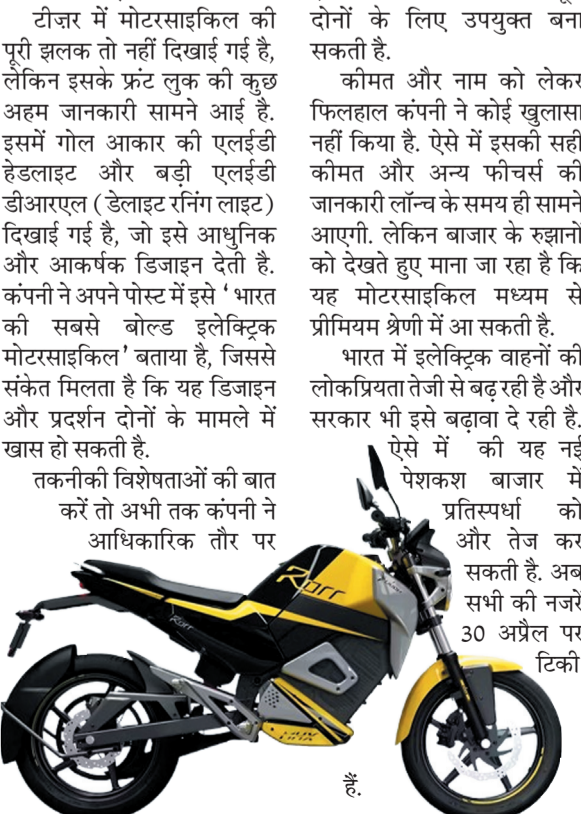 टीज़र में मोटरसाइकिल की
पूरी झलक तो नहीं दिखाई गई है,
लेकिन इसके फ्रंट लुक की कुछ
अहम जानकारी सामने आई है.
इसमें गोल आकार की एलईडी
हेडलाइट और बड़ी एलईडी
डीआरएल ( डेलाइट रनिंग लाइट )
दिखाई गई है, जो इसे आधुनिक
और आकर्षक डिजाइन देती है.
कंपनी ने अपने पोस्ट में इसे ‘ भारत
की सबसे बोल्ड इलेक्ट्रिक
मोटरसाइकिल ’ बताया है, जिससे
संकेत मिलता है कि यह डिजाइन
और प्रदर्शन दोनों के मामले में
खास हो सकती है.
तकनीकी विशेषताओं की बात
करें तो अभी तक कंपनी ने
आधिकारिक तौर पर
दोनों के लिए उपयुक्त बना
सकती है.
कीमत और नाम को लेकर
फिलहाल कंपनी ने कोई खुलासा
नहीं किया है. ऐसे में इसकी सही
कीमत और अन्य फीचर्स की
जानकारी लॉन्च के समय ही सामने
आएगी. लेकिन बाजार के रुझानो
को देखते हुए माना जा रहा है कि
यह मोटरसाइकिल मध्यम से
प्रीमियम श्रेणी में आ सकती है.
भारत में इलेक्ट्रिक वाहनों की
लोकप्रियता तेजी से बढ़ रही है और
सरकार भी इसे बढ़ावा दे रही है.
ऐसे में की यह नई
पेशकश बाजार में
प्रतिस्पर्धा को
और तेज कर
सकती है. अब
सभी की नजरें
30 अप्रैल पर
टिकी
हैं.
Rorr
Rorr